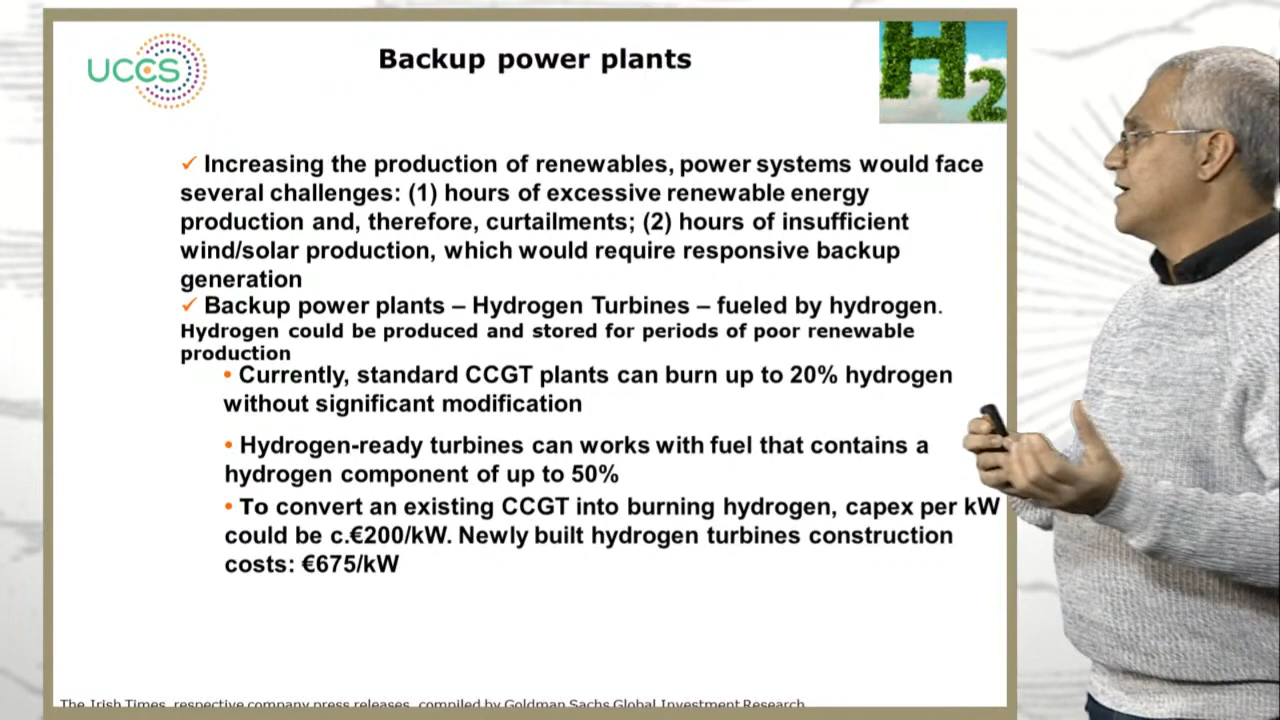 UCCS
Backup power plants
H2
✓ Increasing the production of renewables, power systems would face
several challenges: (1) hours of excessive renewable energy
production and, therefore, curtailments; (2) hours of insufficient
wind/solar production, which would require responsive backup
generation
✓ Backup power plants – Hydrogen Turbines – fueled by hydrogen.
Hydrogen could be produced and stored for periods of poor renewable
production
• Currently, standard CCGT plants can burn up to 20% hydrogen
without significant modification
• Hydrogen-ready turbines can works with fuel that contains a
hydrogen component of up to 50%
• To convert an existing CCGT into burning hydrogen, capex per kW
could be c.€200/kW. Newly built hydrogen turbines construction
costs: €675/kW
The Irish Times, respective company press releases, compiled by Goldman Sachs Global Investment Research